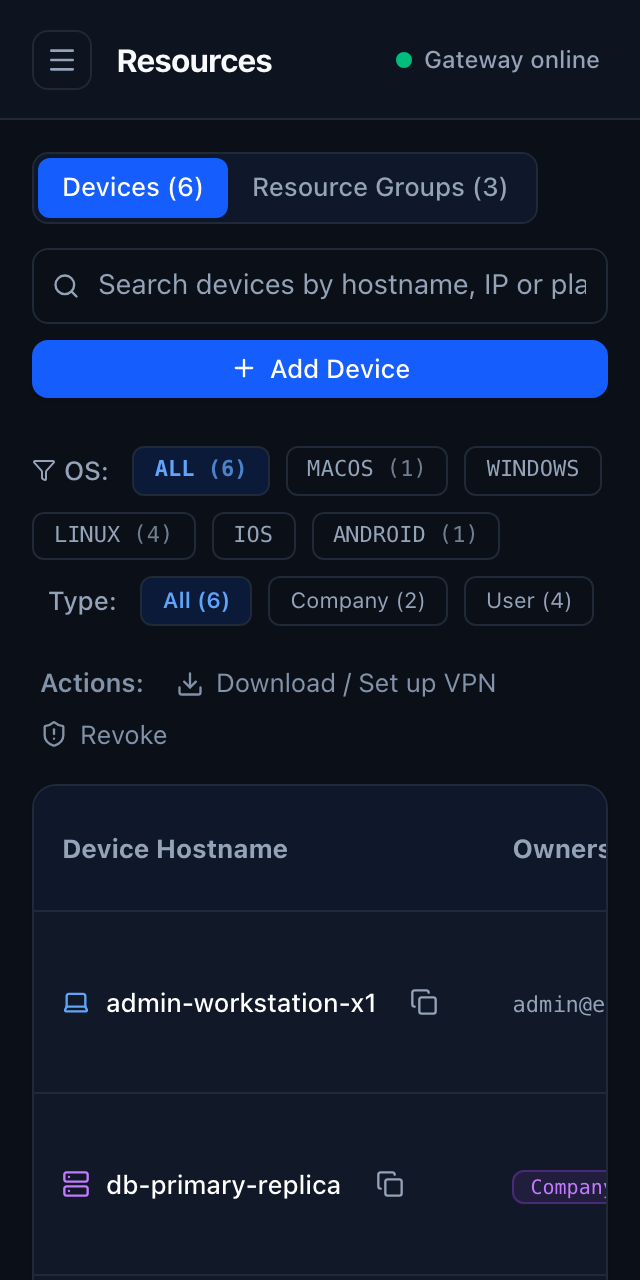 Resources
Gateway online
Devices (6) Resource Groups (3)
Search devices by hostname, IP or pla
+ Add Device
OS: ALL (6) MACOS (1) WINDOWS
LINUX (4) IOS ANDROID (1)
Type: All (6) Company (2) User (4)
Actions: Download / Set up VPN
Revoke
Device Hostname Owners
admin-workstation-x1 admin@e
db-primary-replica Company